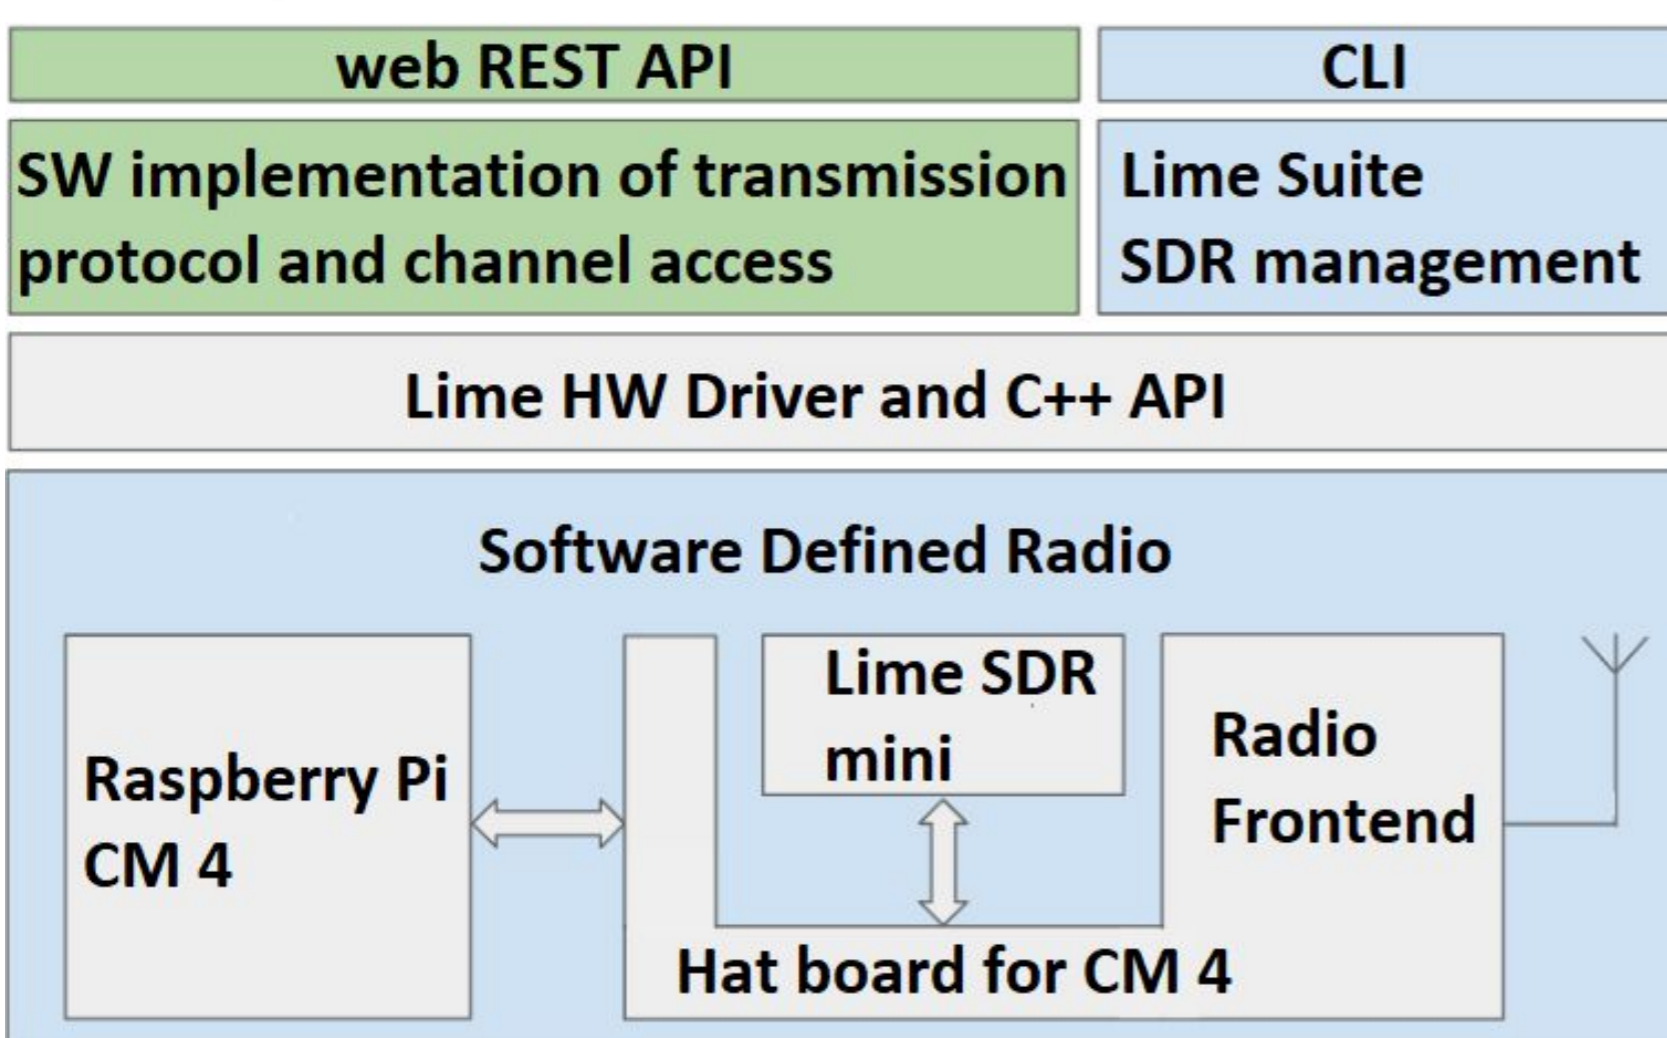 web REST API
CLI
SW implementation of transmission
protocol and channel access
Lime Suite
SDR management
Lime HW Driver and C++ API
Software Defined Radio
Raspberry Pi
CM 4
Lime SDR
mini
Radio
Frontend
Hat board for CM 4